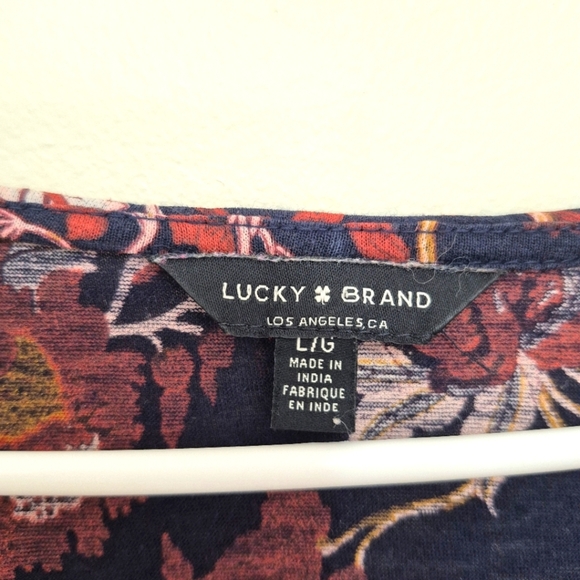 LUCKY BRAND
LOS ANGELES, CA
L/G
MADE IN
INDIA
FABRIQUE
EN INDE